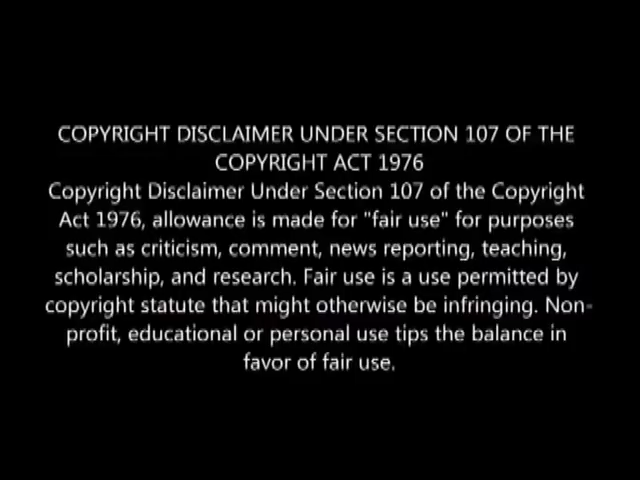 COPYRIGHT DISCLAIMER UNDER SECTION 107 OF THE
COPYRIGHT ACT 1976
Copyright Disclaimer Under Section 107 of the Copyright
Act 1976, allowance is made for "fair use" for purposes
such as criticism, comment, news reporting, teaching,
scholarship, and research. Fair use is a use permitted by
copyright statute that might otherwise be infringing. Non-
profit, educational or personal use tips the balance in
favor of fair use.